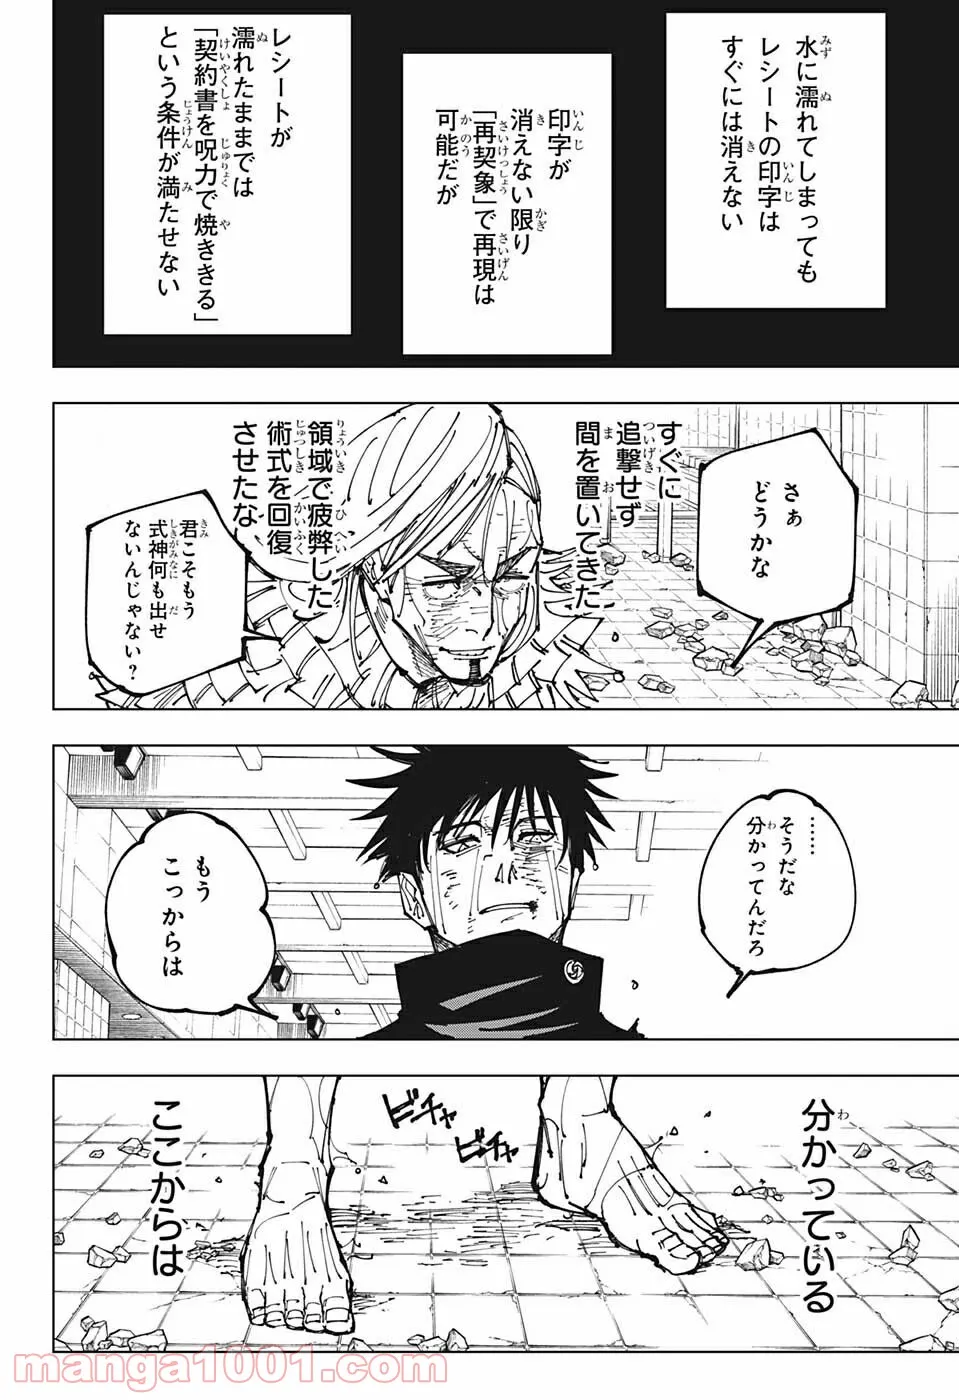 水に濡れてしまっても
レシートの印字は
すぐには消えない
印字が
消えない限り
「再契象」で再現は
可能だが
レシートが
濡れたままでは
「契約書を呪力で焼ききる」
という条件が満たせない
さぁ
どうかな
すぐに
追撃せず
間を置いてきた
領域で疲弊した
術式を回復
させたな
君こそもう
式神何も出せ
ないんじゃない?
……
そうだな
分かってんだろ
もう
こっからは
分かっている
ビチャ
ビチャ
ここからは
manga1001.com